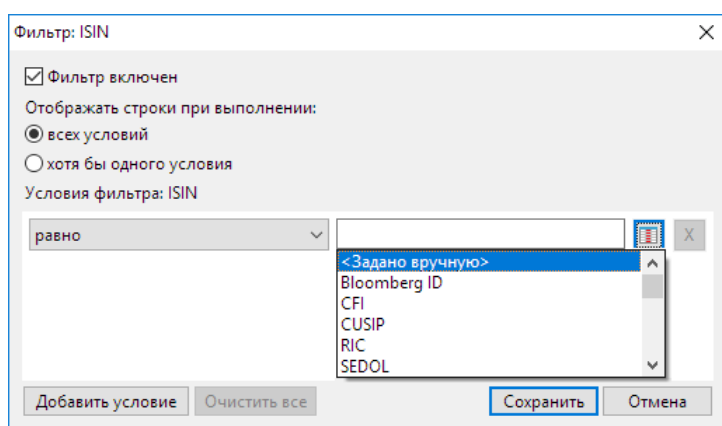 Фильтр: ISIN
Фильтр включен
Отображать строки при выполнении:
всех условий
хотя бы одного условия
Условия фильтра: ISIN
равно X
<Задано вручную>
Bloomberg ID
CFI
CUSIP
RIC
SEDOL
Добавить условие Очистить все Сохранить Отмена